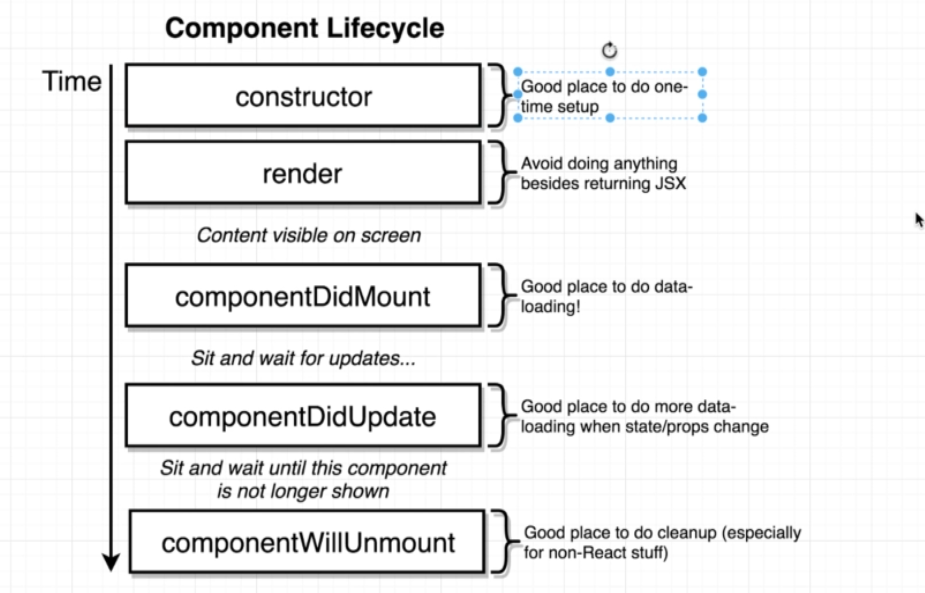 Component Lifecycle
Time
constructor
Good place to do one-
time setup
render
Avoid doing anything
besides returning JSX
Content visible on screen
componentDidMount
Good place to do data-
loading!
Sit and wait for updates...
componentDidUpdate
Good place to do more data-
loading when state/props change
Sit and wait until this component
is not longer shown
componentWillUnmount
Good place to do cleanup (especially
for non-React stuff)